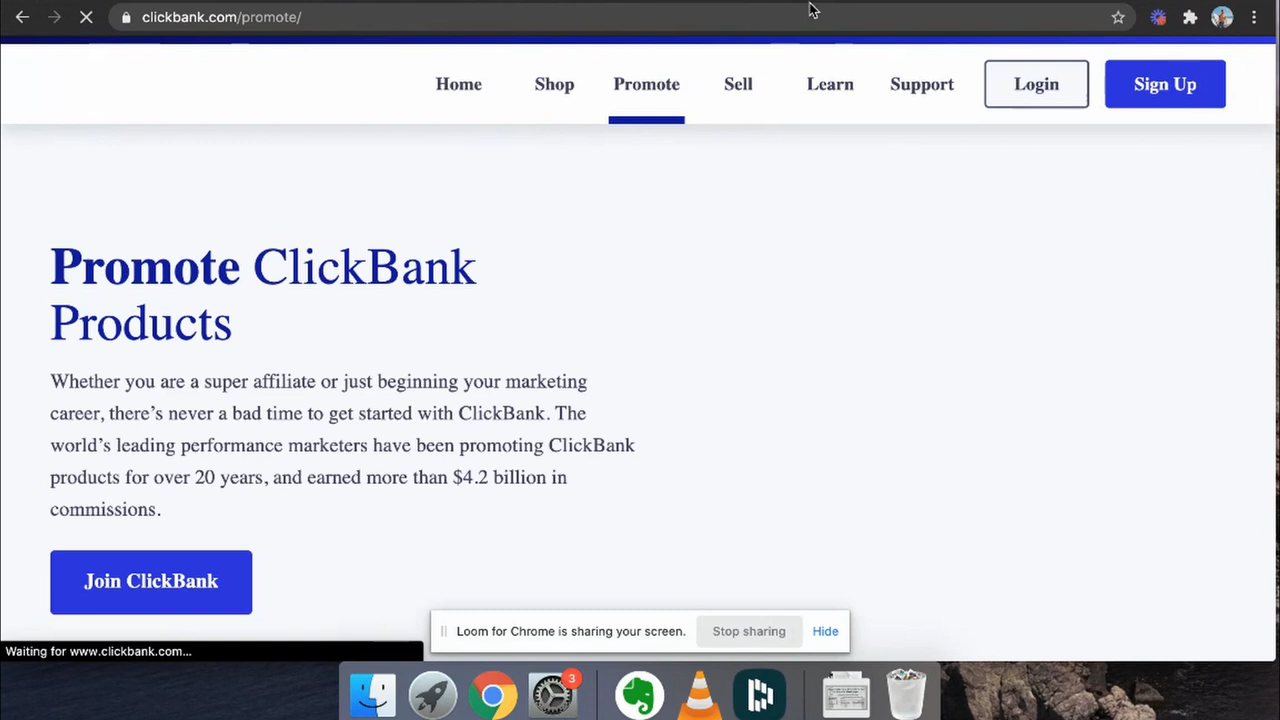 clickbank.com/promote/
Home Shop Promote Sell Learn Support Login Sign Up
Promote ClickBank
Products
Whether you are a super affiliate or just beginning your marketing
career, there’s never a bad time to get started with ClickBank. The
world’s leading performance marketers have been promoting ClickBank
products for over 20 years, and earned more than $4.2 billion in
commissions.
Join ClickBank
Loom for Chrome is sharing your screen. Stop sharing Hide
Waiting for www.clickbank.com...
3